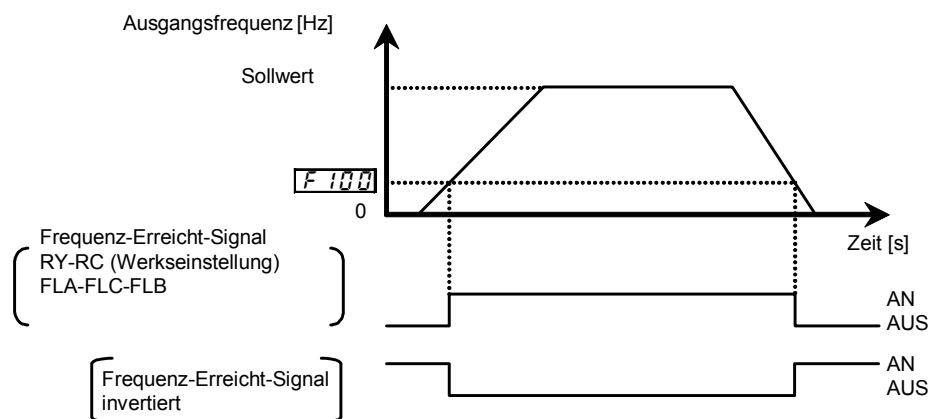 Ausgangsfrequenz [Hz]
Sollwert
F 100
0
Zeit [s]
Frequenz-Erreicht-Signal
RY-RC (Werkseinstellung)
FLA-FLC-FLB
AN
AUS
Frequenz-Erreicht-Signal
invertiert
AN
AUS